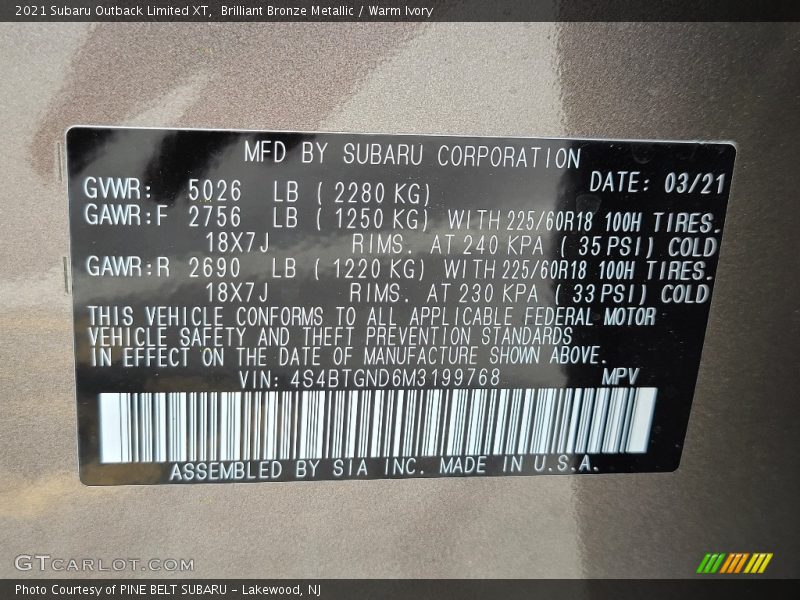 2021 Subaru Outback Limited XT,  Brilliant Bronze Metallic / Warm Ivory
MFD BY SUBARU CORPORATION
DATE: 03/21
GVWR: 5026 LB ( 2280 KG)
GAWR:F 2756 LB ( 1250 KG) WITH 225/60R18 100H TIRES.
18X7J RIMS. AT 240 KPA ( 35 PSI) COLD
GAWR:R 2690 LB ( 1220 KG) WITH 225/60R18 100H TIRES.
18X7J RIMS. AT 230 KPA ( 33 PSI) COLD
THIS VEHICLE CONFORMS TO ALL APPLICABLE FEDERAL MOTOR
VEHICLE SAFETY AND THEFT PREVENTION STANDARDS
IN EFFECT ON THE DATE OF MANUFACTURE SHOWN ABOVE.
VIN: 4S4BTGND6M3199768 MPV
ASSEMBLED BY SIA INC. MADE IN U.S.A.
GTCARLOT.COM
Photo Courtesy of PINE BELT SUBARU - Lakewood, NJ